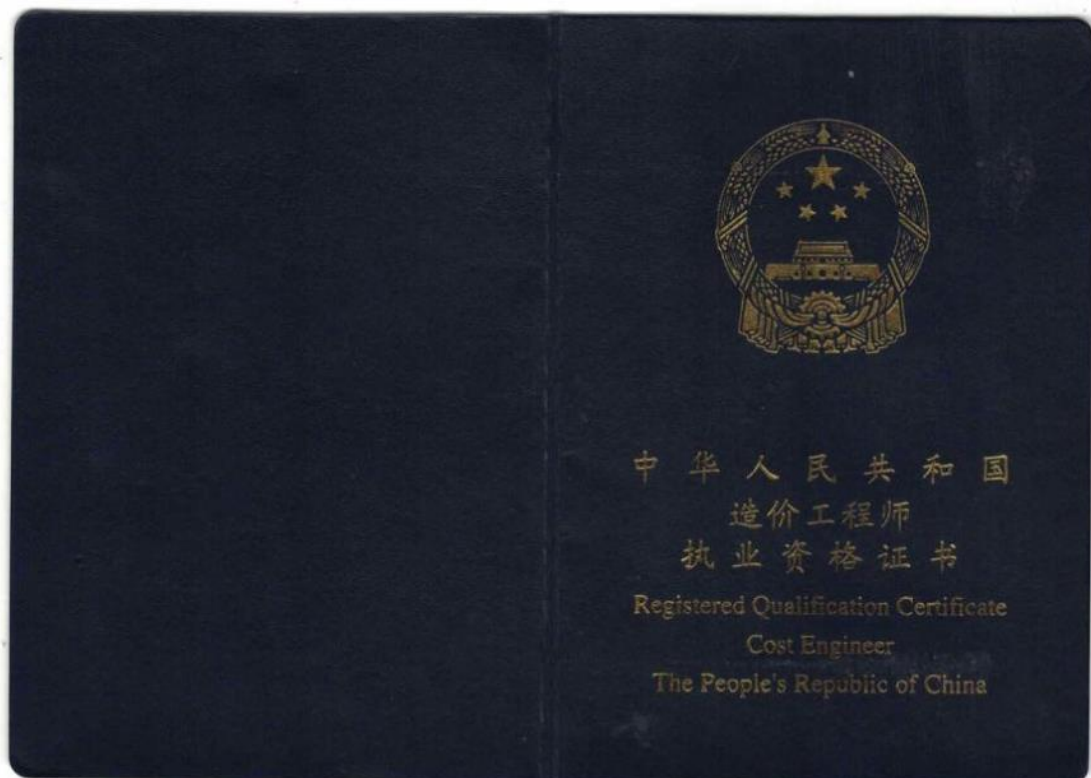 中华人民共和国
造价工程师
执业资格证书
Registered Qualification Certificate
Cost Engineer
The People's Republic of China